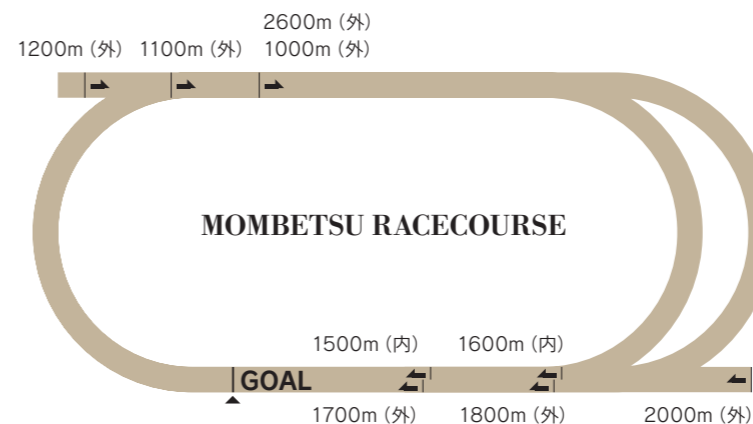 2600m (外)
1200m (外) 1100m (外) 1000m (外)
MOMBETSU RACECOURSE
1500m (内) 1600m (内)
GOAL
1700m (外) 1800m (外) 2000m (外)